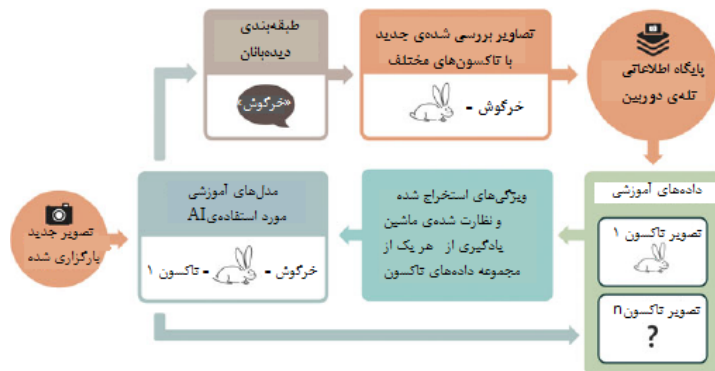 طبقه‌بندی
دیده‌بانان
«خرگوش»
تصاویر بررسی شده‌ی جدید
با تاکسون‌های مختلف
خرگوش -
پایگاه اطلاعاتی
تله‌ی دوربین
داده‌های آموزشی
تصویر تاکسون ۱
تصویر تاکسون n
?
ویژگی‌های استخراج شده
و نظارت شده‌ی ماشین
یادگیری از هر یک از
مجموعه داده‌های تاکسون
مدل‌های آموزشی
مورد استفاده‌ی AI
خرگوش - - تاکسون ۱
تصویر جدید
بارگزاری شده